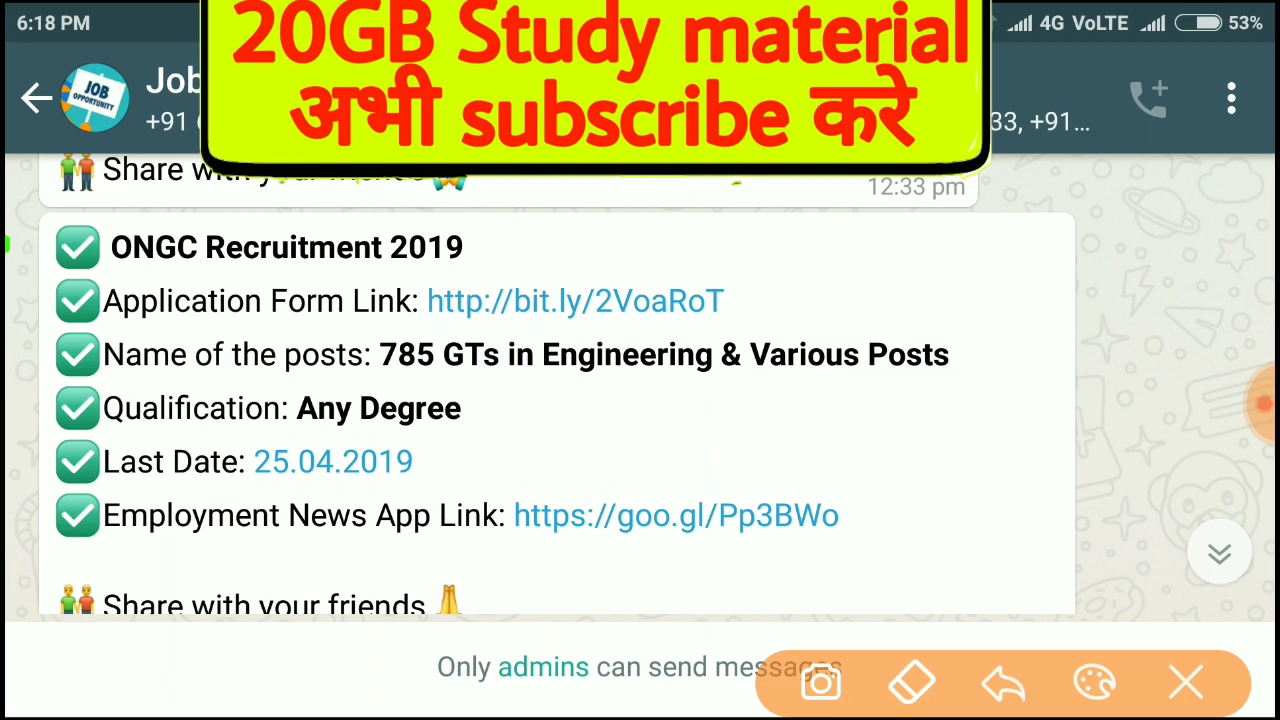 6:18 PM
4G VoLTE 53%
20GB Study material
अभी subscribe करे
JOB OPPORTUNITY
Job
+91 33, +91...
Share with
12:33 pm
ONGC Recruitment 2019
Application Form Link: http://bit.ly/2VoaRoT
Name of the posts: 785 GTs in Engineering & Various Posts
Qualification: Any Degree
Last Date: 25.04.2019
Employment News App Link: https://goo.gl/Pp3BWo
Share with your friends
Only admins can send messages